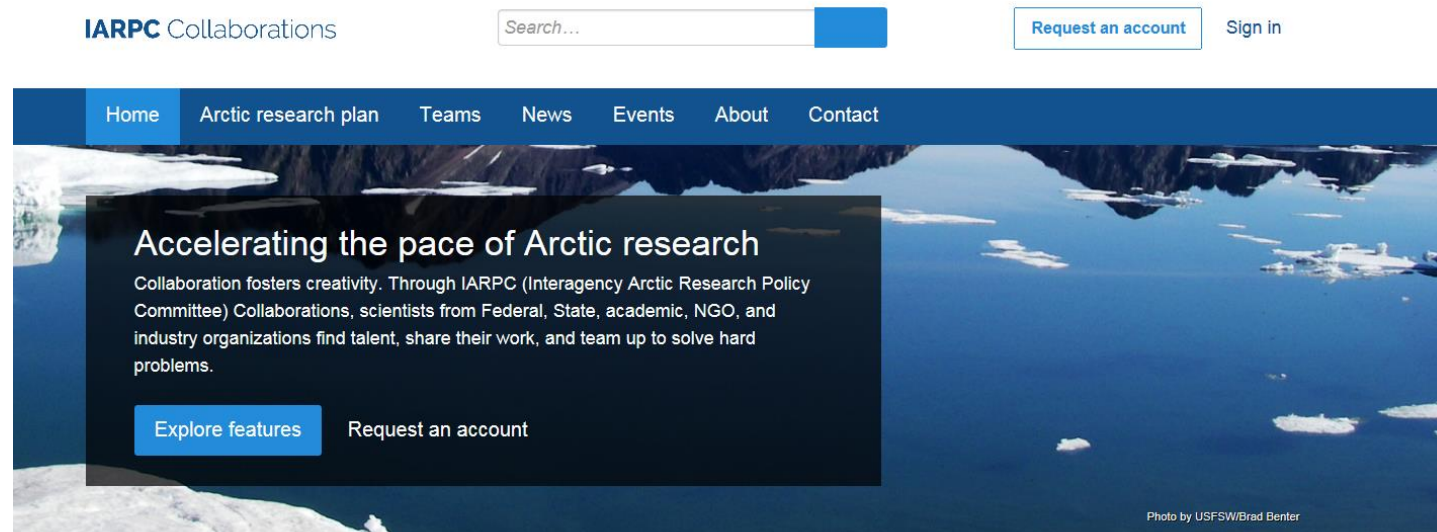 IARPC Collaborations
Search...
Request an account
Sign in
Home
Arctic research plan
Teams
News
Events
About
Contact
Accelerating the pace of Arctic research
Collaboration fosters creativity. Through IARPC (Interagency Arctic Research Policy
Committee) Collaborations, scientists from Federal, State, academic, NGO, and
industry organizations find talent, share their work, and team up to solve hard
problems.
Explore features
Request an account
Photo by USFSW/Brad Benter